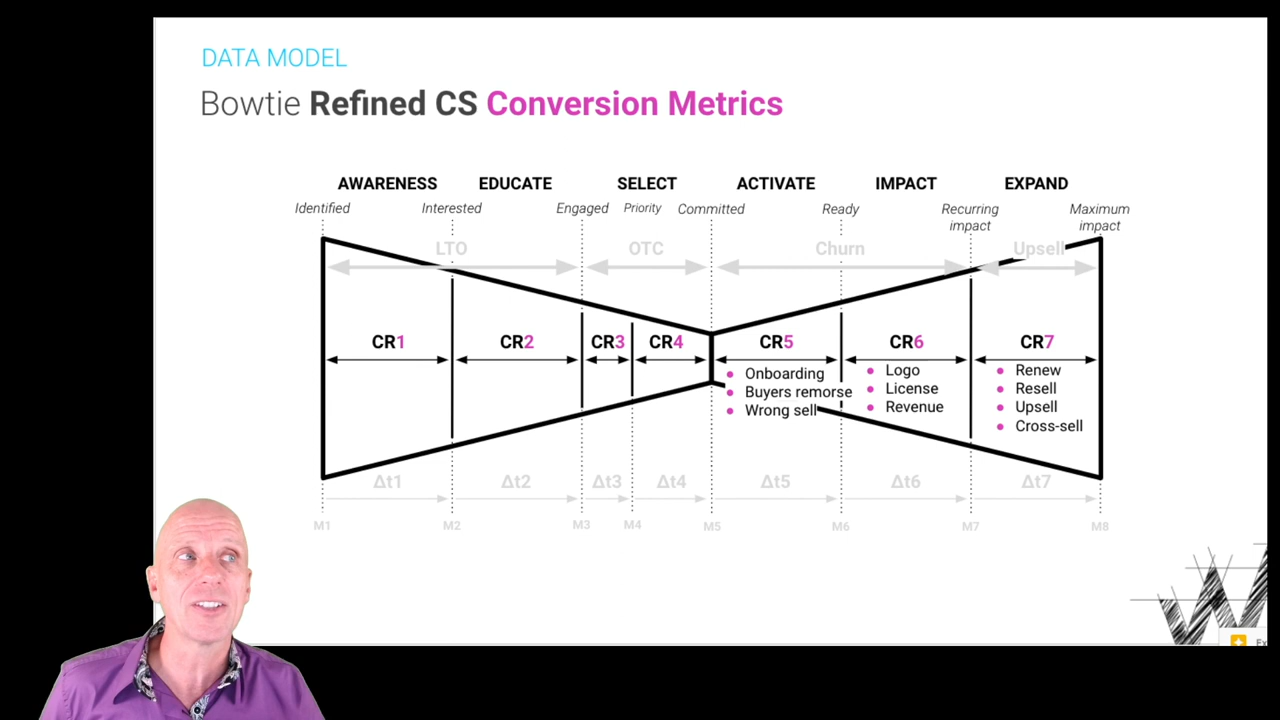 DATA MODEL
Bowtie Refined CS Conversion Metrics
AWARENESS EDUCATE SELECT ACTIVATE IMPACT EXPAND
Identified Interested Engaged Priority Committed Ready Recurring impact Maximum impact
LTO OTC Churn Upsell
CR1 CR2 CR3 CR4 CR5 CR6 CR7
Onboarding
Buyers remorse
Wrong sell
Logo
License
Revenue
Renew
Resell
Upsell
Cross-sell
Δt1 Δt2 Δt3 Δt4 Δt5 Δt6 Δt7
M1 M2 M3 M4 M5 M6 M7 M8